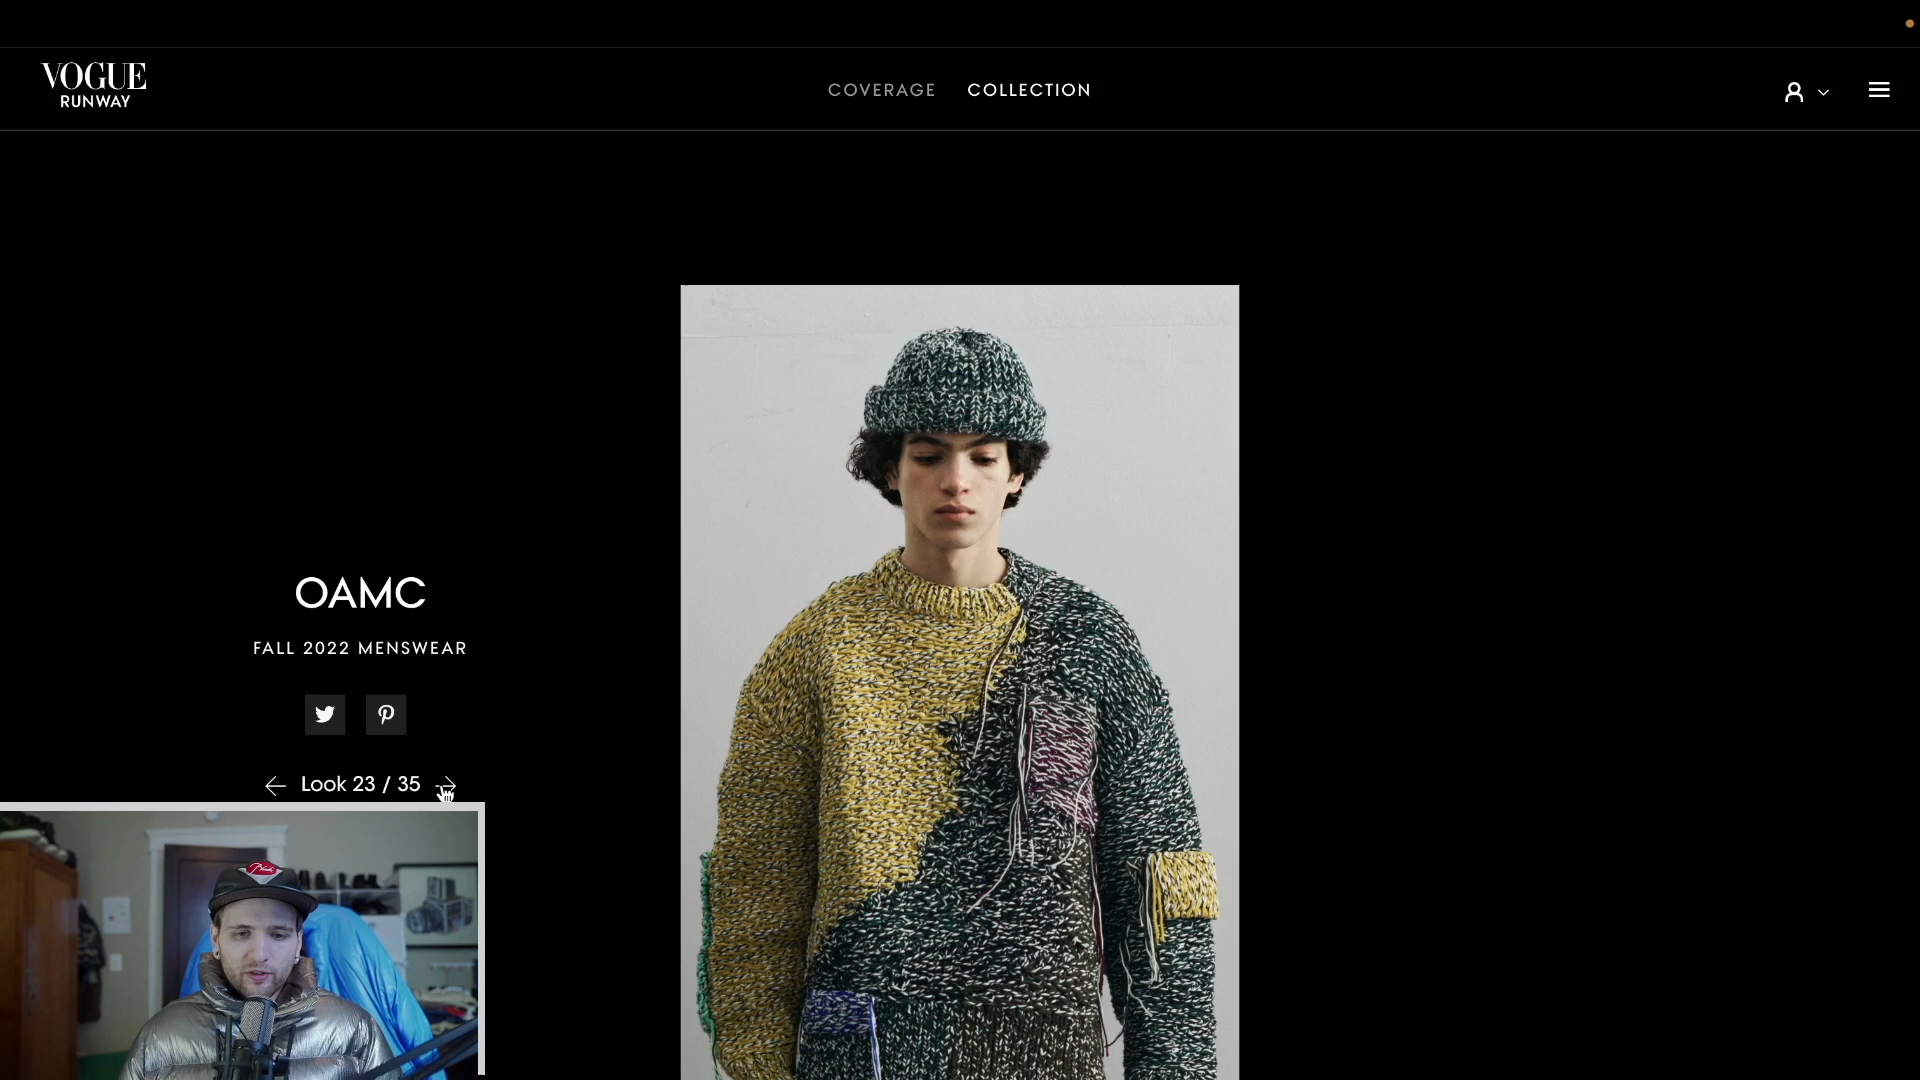 VOGUE
RUNWAY
COVERAGE COLLECTION
OAMC
FALL 2022 MENSWEAR
Look 23 / 35